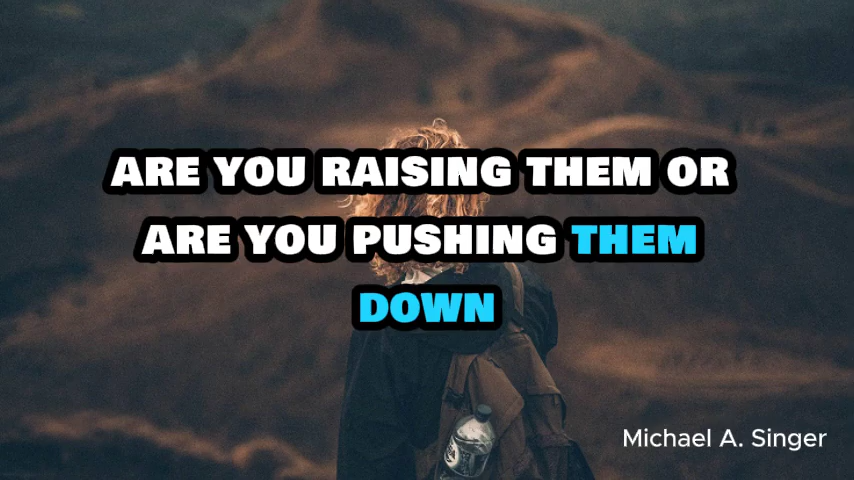 ARE YOU RAISING THEM OR
ARE YOU PUSHING THEM
DOWN
Michael A. Singer